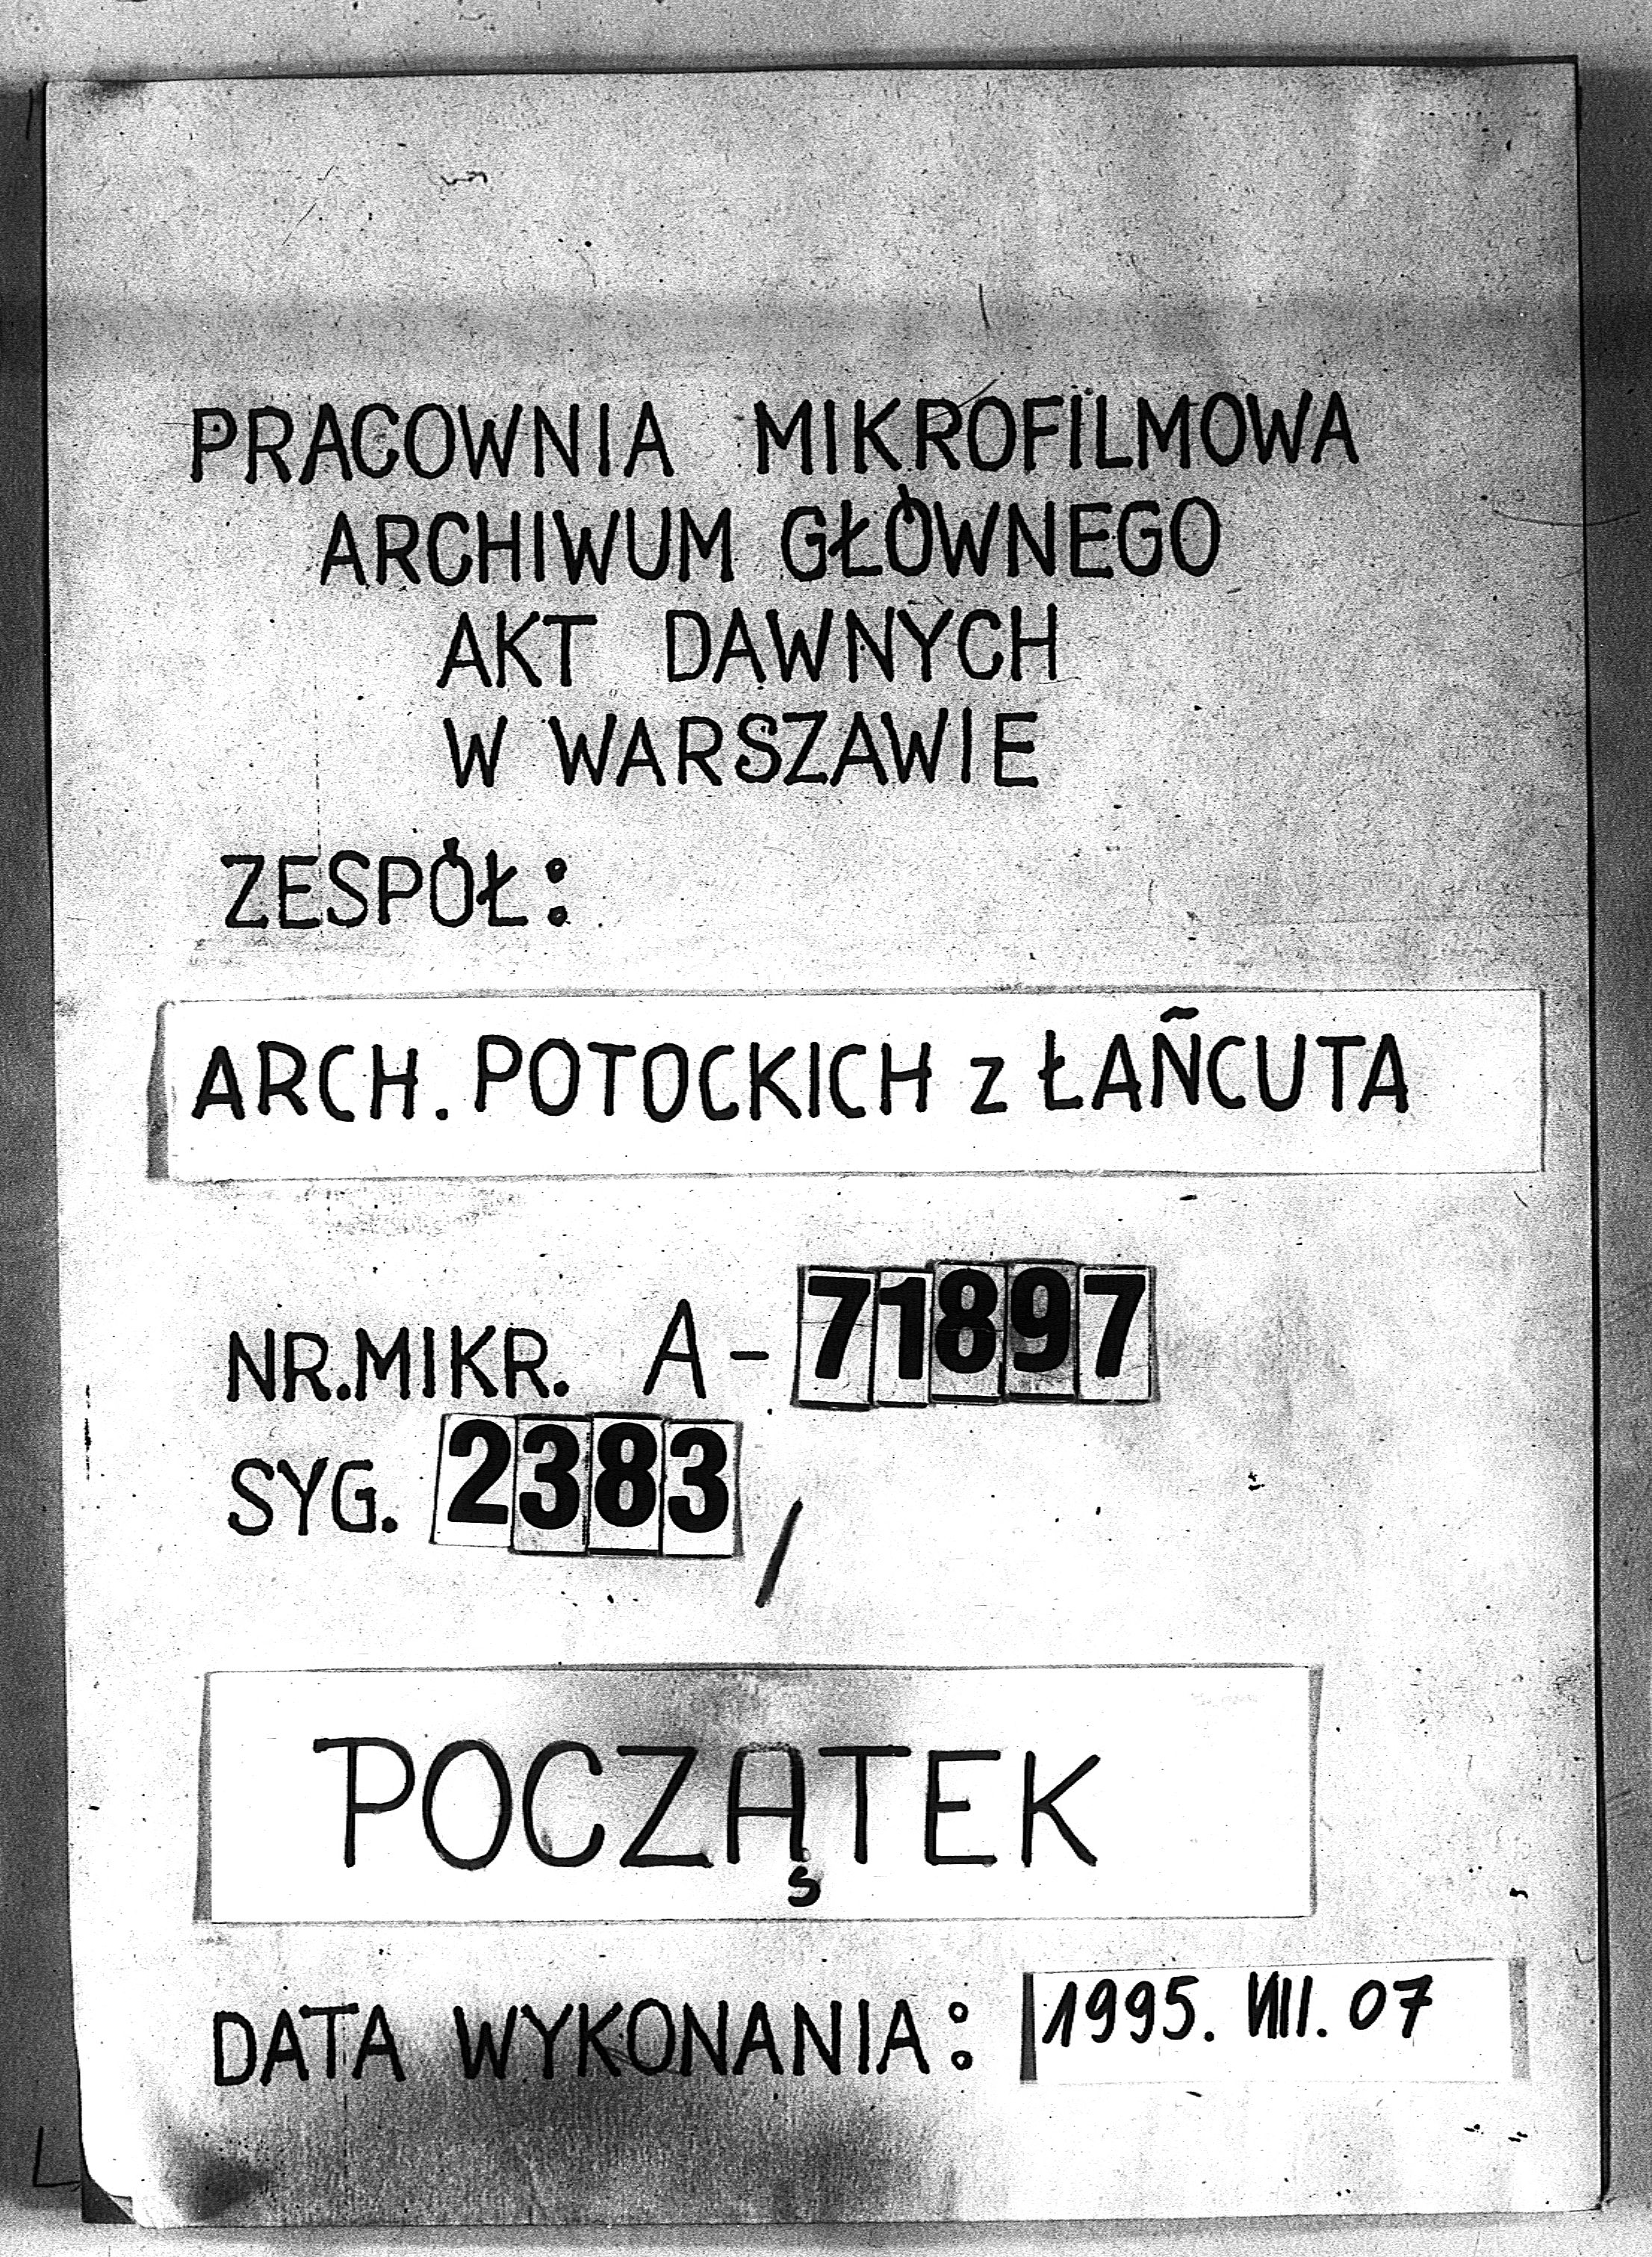 PRACOWNIA MIKROFILMOWA
ARCHIWUM GŁÓWNEGO
AKT DAWNYCH
W WARSZAWIE
ZESPÓŁ:
ARCH. POTOCKICH z ŁAŃCUTA
NR.MIKR. A-71897
SYG. 2383/
POCZĄTEK
DATA WYKONANIA: 1995. VIII. 07